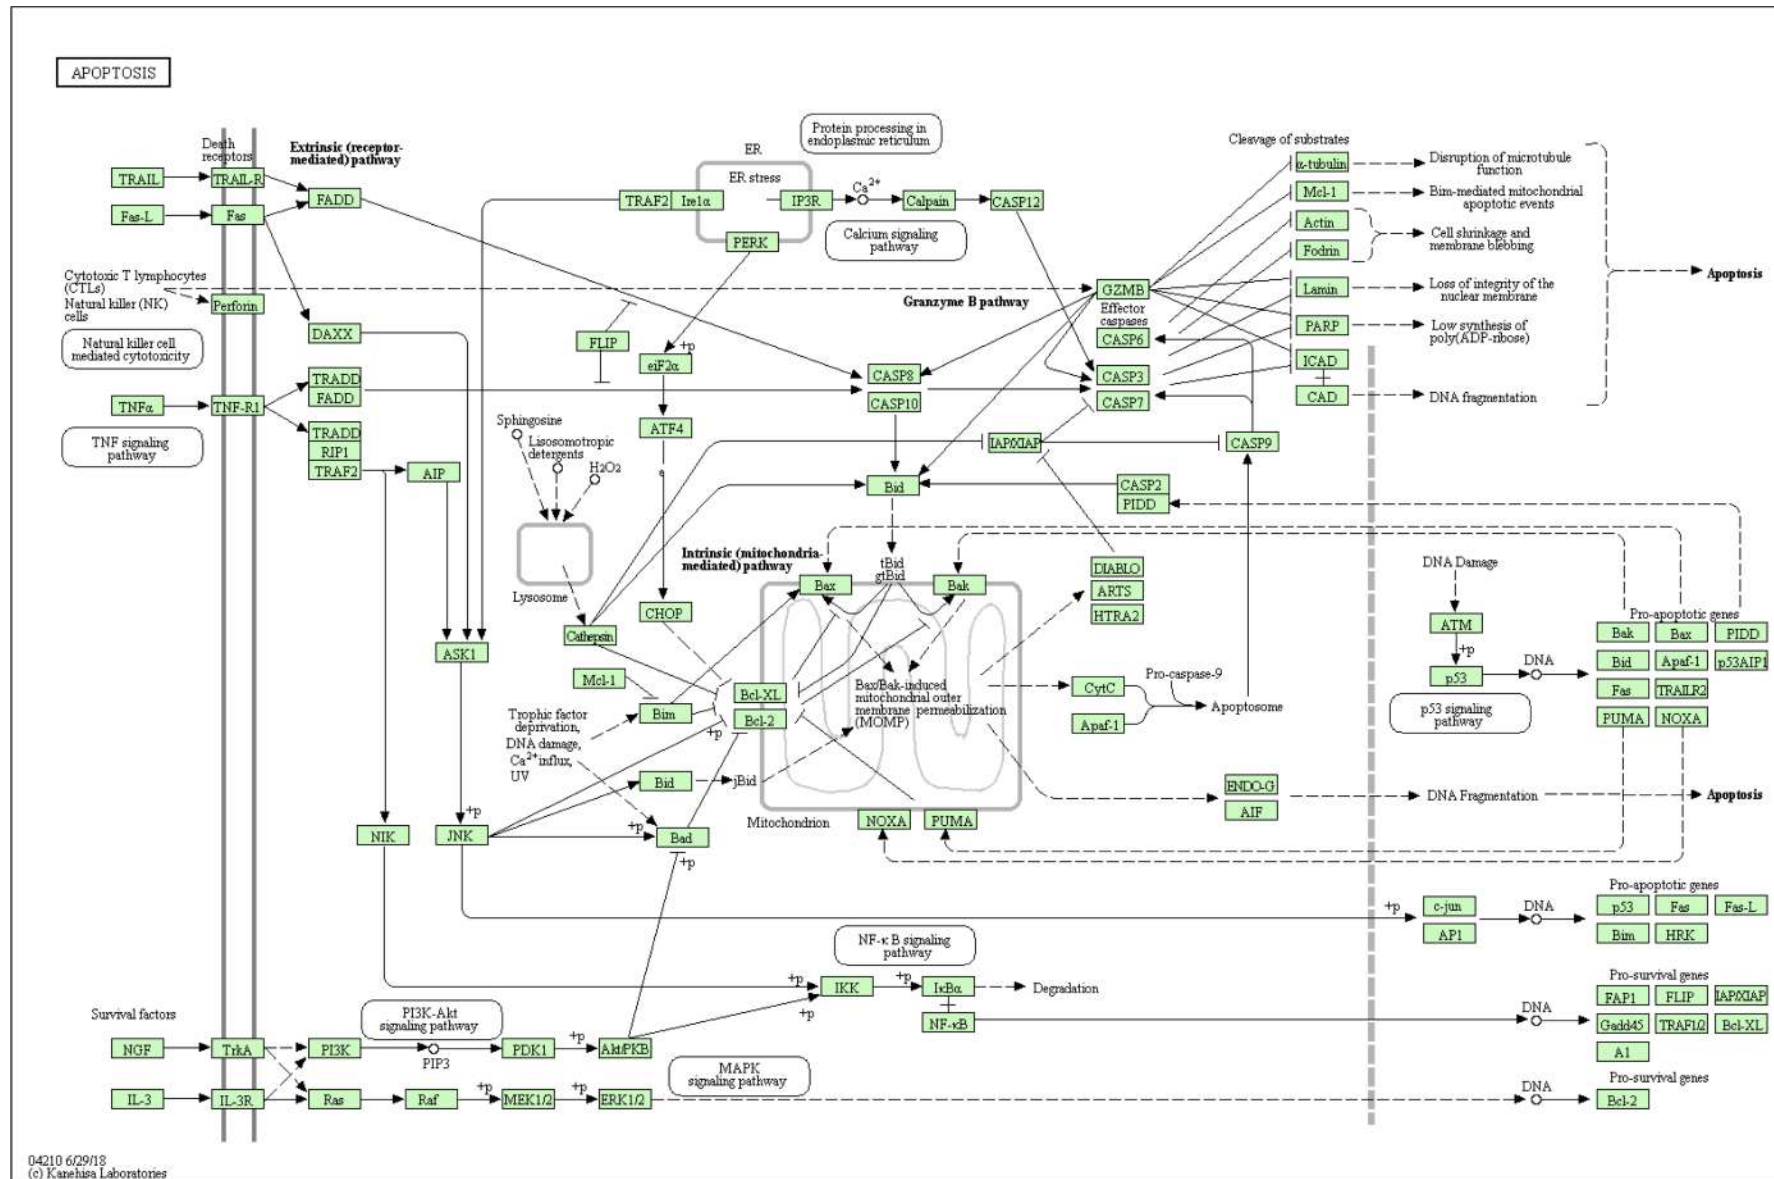 APOPTOSIS
Death
receptors
Extrinsic (receptor-
mediated) pathway
TRAIL
TRAIL-R
FADD
Fas-L
Fas
Cytotoxic T lymphocytes
(CTLs)
Natural killer (NK)
cells
Perforin
Natural killer cell
mediated cytotoxicity
DAXX
TRADD
FADD
TNFα
TNF-R1
TRADD
RIP1
TRAF2
TNF signaling
pathway
AIP
ASK1
NIK
+p
JNK
ER
Protein processing in
endoplasmic reticulum
ER stress
TRAF2
Ire1α
IP3R
Ca2+
Calpain
CASP12
PERK
Calcium signaling
pathway
Granzyme B pathway
GZMB
Effector
caspases
CASP6
CASP3
CASP7
FLIP
+p
eiF2α
ATF4
e
CHOP
CASP8
CASP10
IAP/XIAP
CASP9
Bid
CASP2
PIDD
Cleavage of substrates
α-tubulin
Disruption of microtubule
function
Mcl-1
Bim-mediated mitochondrial
apoptotic events
Actin
Fodrin
Cell shrinkage and
membrane blebbing
Lamin
Loss of integrity of the
nuclear membrane
PARP
Low synthesis of
poly(ADP-ribose)
ICAD
CAD
DNA fragmentation
Apoptosis
Sphingosine
Lisosomotropic
detergents
H2O2
Lysosome
Cathepsin
Intrinsic (mitochondria-
mediated) pathway
tBid
gtBid
Bax
Bak
DIABLO
ARTS
HTRA2
Mcl-1
Bim
Bcl-XL
Bcl-2
+p
Bax/Bak-induced
mitochondrial outer
membrane permeabilization
(MOMP)
Trophic factor
deprivation,
DNA damage,
Ca2+ influx,
UV
Bid
jBid
+p
Bad
+p
Mitochondrion
NOXA
PUMA
CytC
Apaf-1
Pro-caspase-9
Apoptosome
ENDO-G
AIF
DNA Fragmentation
Apoptosis
DNA Damage
ATM
+p
p53
DNA
p53 signaling
pathway
Pro-apoptotic genes
Bak
Bax
PIDD
Bid
Apaf-1
p53AIP1
Fas
TRAILR2
PUMA
NOXA
+p
c-jun
AP1
DNA
Pro-apoptotic genes
p53
Fas
Fas-L
Bim
HRK
NF-κB signaling
pathway
+p
IKK
+p
+p
IκBα
Degradation
NF-κB
DNA
Pro-survival genes
FAP1
FLIP
IAP/XIAP
Gadd45
TRAF1/2
Bcl-XL
A1
Survival factors
PI3K-Akt
signaling pathway
NGF
TrkA
PI3K
PIP3
PDK1
+p
Akt/PKB
MAPK
signaling pathway
IL-3
IL-3R
Ras
Raf
+p
MEK1/2
+p
ERK1/2
DNA
Pro-survival genes
Bcl-2
04210 6/29/18
(c) Kanehisa Laboratories